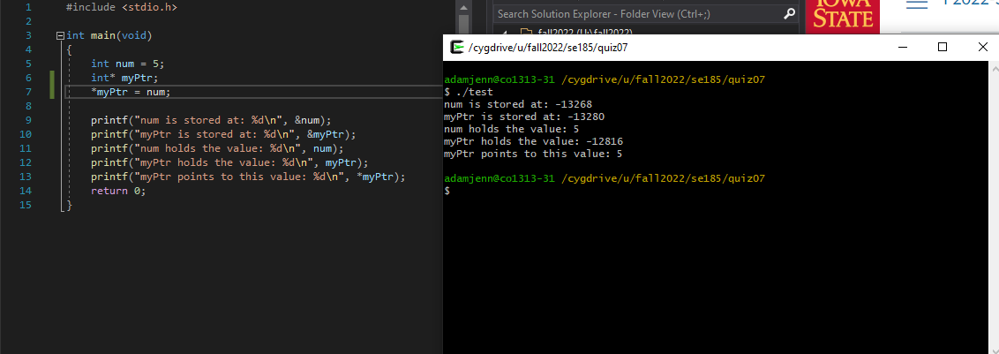 1 #include <stdio.h>
2
3 int main(void)
4 {
5 int num = 5;
6 int* myPtr;
7 *myPtr = num;
8
9 printf("num is stored at: %d\n", &num);
10 printf("myPtr is stored at: %d\n", &myPtr);
11 printf("num holds the value: %d\n", num);
12 printf("myPtr holds the value: %d\n", myPtr);
13 printf("myPtr points to this value: %d\n", *myPtr);
14 return 0;
15 }
Search Solution Explorer - Folder View (Ctrl+;)
fall2022 (U:\fall2022)
IOWA
STATE
/cygdrive/u/fall2022/se185/quiz07
adamjenn@co1313-31 /cygdrive/u/fall2022/se185/quiz07
$ ./test
num is stored at: -13268
myPtr is stored at: -13280
num holds the value: 5
myPtr holds the value: -12816
myPtr points to this value: 5
adamjenn@co1313-31 /cygdrive/u/fall2022/se185/quiz07
$